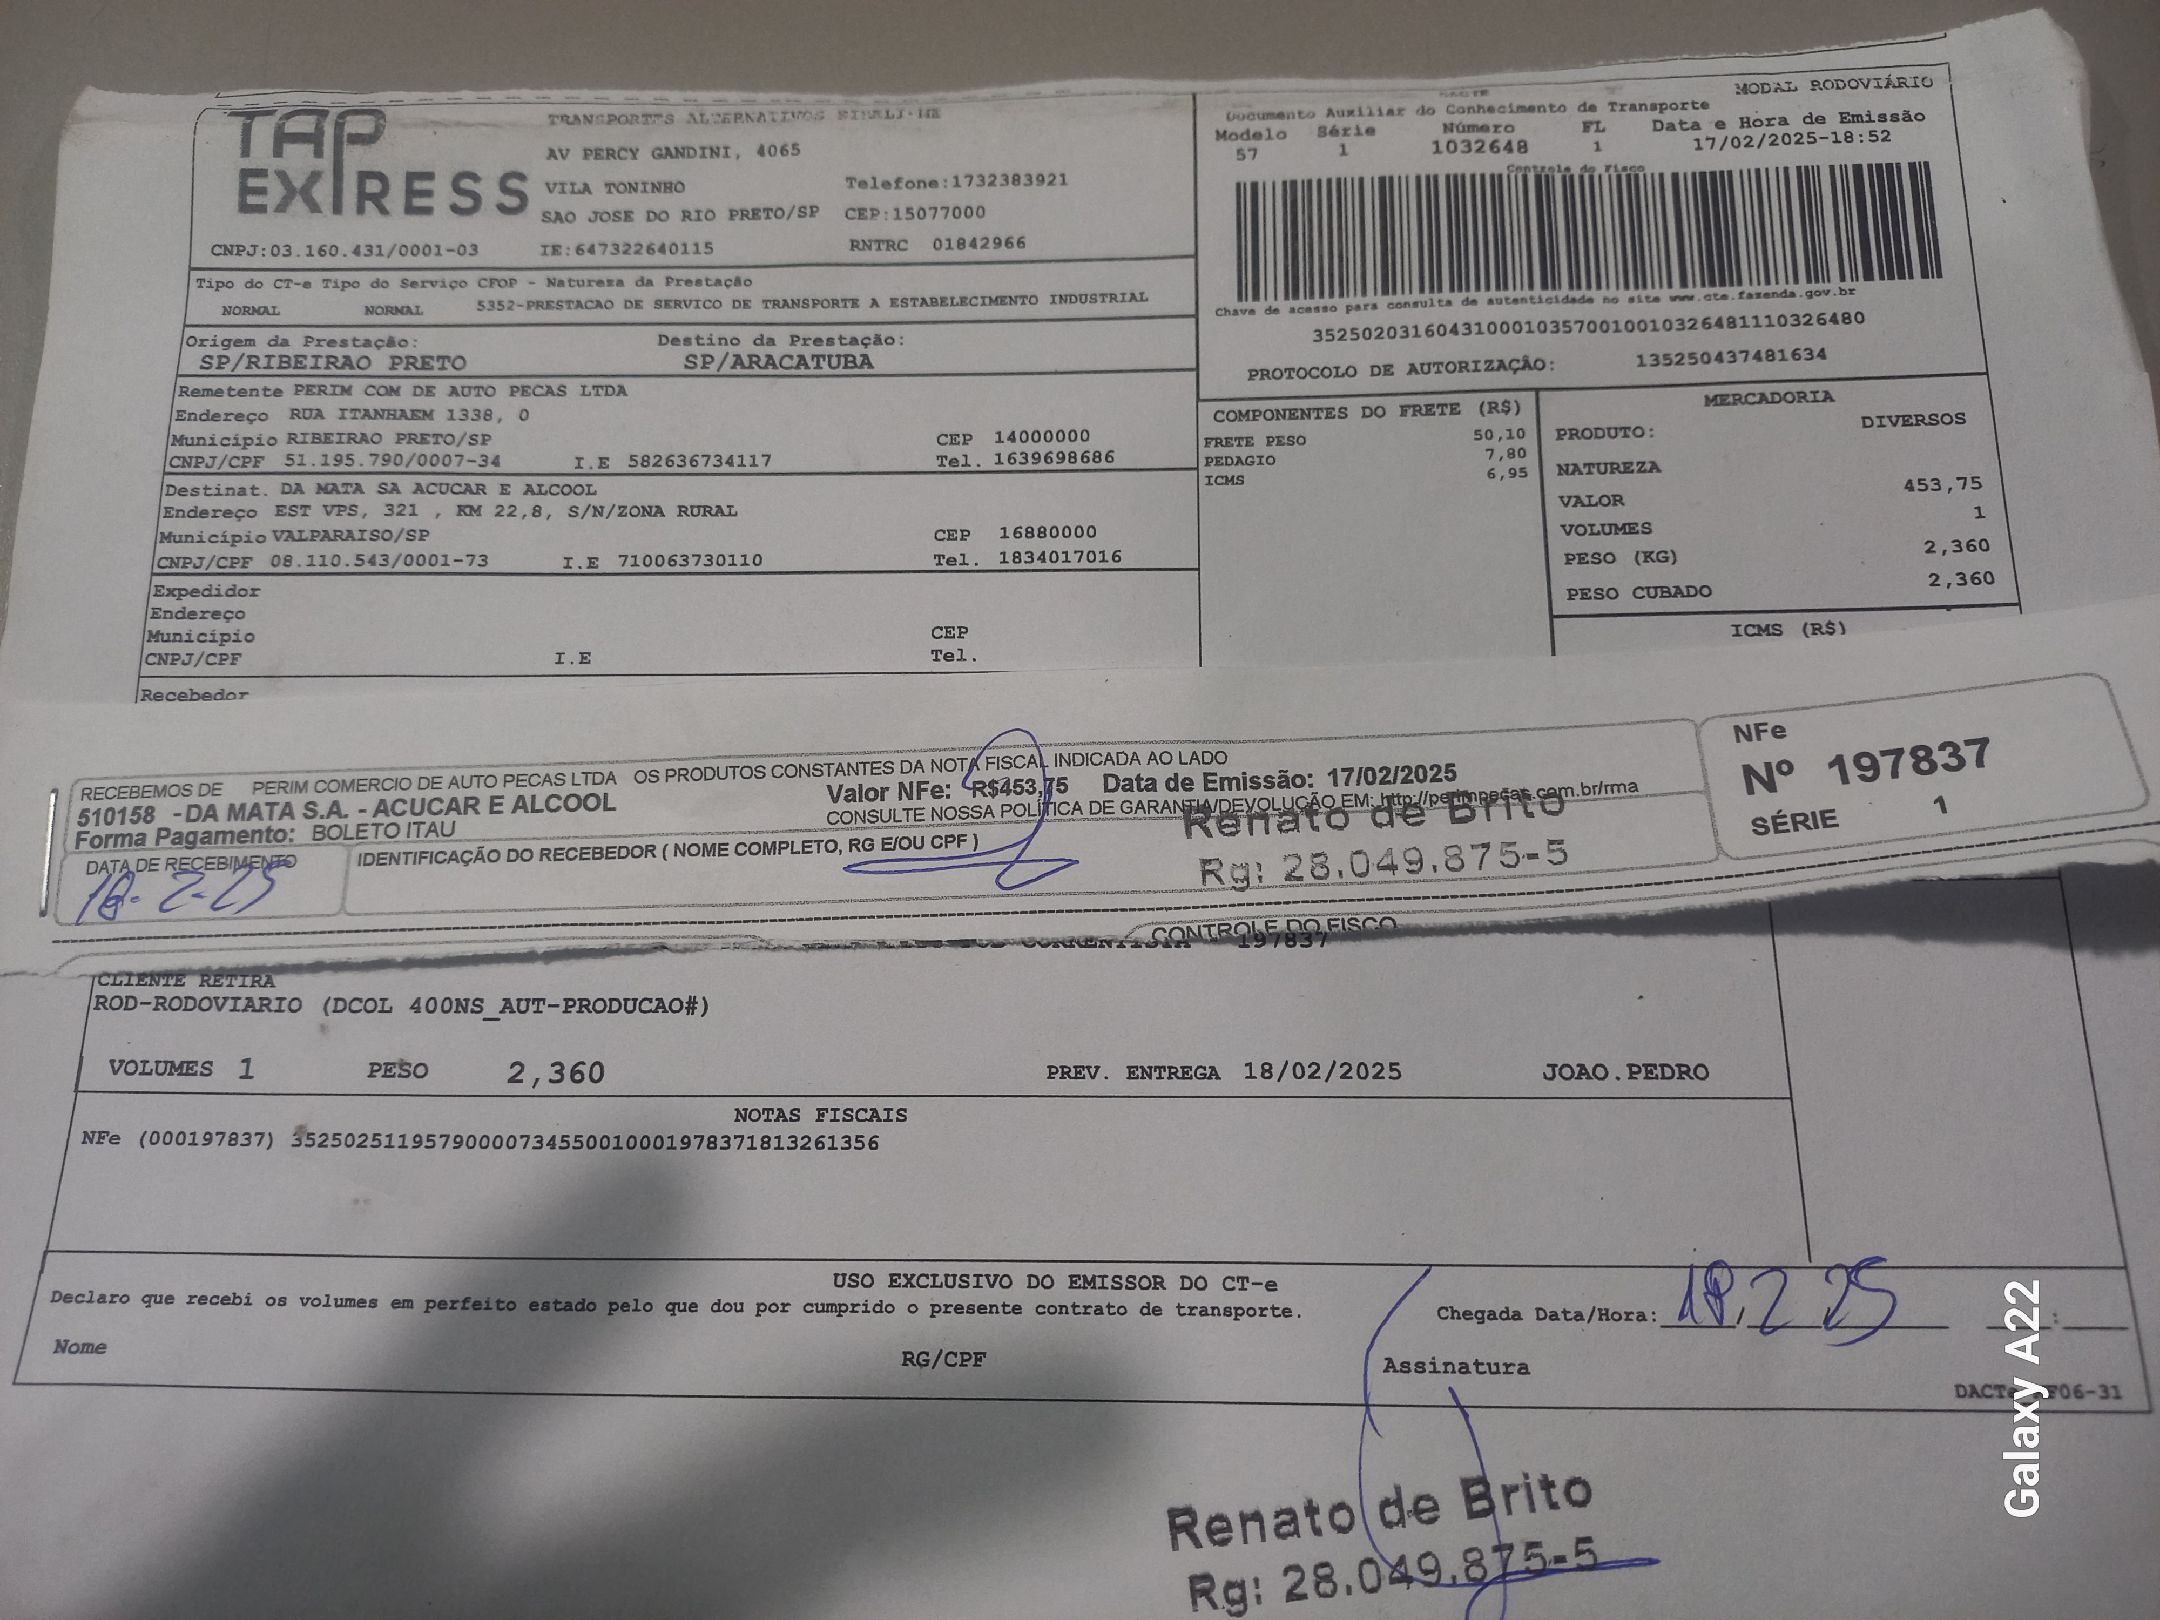 MODAL RODOVIÁRIO
TAP EXPRESS
TRANSPORTES ALTERNATIVOS EIRELI-ME
AV PERCY GANDINI, 4065
VILA TONINHO Telefone:1732383921
SAO JOSE DO RIO PRETO/SP CEP:15077000
CNPJ:03.160.431/0001-03 IE:647322640115 RNTRC 01842966
Documento Auxiliar do Conhecimento de Transporte
Modelo Série Número FL Data e Hora de Emissão
57 1 1032648 1 17/02/2025-18:52
Controle do Fisco
Chave de acesso para consulta de autenticidade no site www.cte.fazenda.gov.br
35250203160431000103570010010326481110326480
PROTOCOLO DE AUTORIZAÇÃO: 135250437481634
Tipo do CT-e Tipo do Serviço CFOP - Natureza da Prestação
NORMAL NORMAL 5352-PRESTACAO DE SERVICO DE TRANSPORTE A ESTABELECIMENTO INDUSTRIAL
Origem da Prestação: Destino da Prestação:
SP/RIBEIRAO PRETO SP/ARACATUBA
Remetente PERIM COM DE AUTO PECAS LTDA
Endereço RUA ITANHAEM 1338, 0
Município RIBEIRAO PRETO/SP CEP 14000000
CNPJ/CPF 51.195.790/0007-34 I.E 582636734117 Tel. 1639698686
Destinat. DA MATA SA ACUCAR E ALCOOL
Endereço EST VPS, 321 , KM 22,8, S/N/ZONA RURAL
Município VALPARAISO/SP CEP 16880000
CNPJ/CPF 08.110.543/0001-73 I.E 710063730110 Tel. 1834017016
Expedidor
Endereço
Município CEP
CNPJ/CPF I.E Tel.
Recebedor
COMPONENTES DO FRETE (R$)
FRETE PESO 50,10
PEDAGIO 7,80
ICMS 6,95
MERCADORIA
PRODUTO: DIVERSOS
NATUREZA
VALOR 453,75
VOLUMES 1
PESO (KG) 2,360
PESO CUBADO 2,360
ICMS (R$)
RECEBEMOS DE PERIM COMERCIO DE AUTO PECAS LTDA OS PRODUTOS CONSTANTES DA NOTA FISCAL INDICADA AO LADO
510158 -DA MATA S.A. - ACUCAR E ALCOOL Valor NFe: R$453,75 Data de Emissão: 17/02/2025
Forma Pagamento: BOLETO ITAU CONSULTE NOSSA POLÍTICA DE GARANTIA/DEVOLUÇÃO EM: http://perimpecas.com.br/rma
DATA DE RECEBIMENTO IDENTIFICAÇÃO DO RECEBEDOR ( NOME COMPLETO, RG E/OU CPF )
18-2-25
Renato de Brito
Rg: 28.049.875-5
NFe
Nº 197837
SÉRIE 1
CONTROLE DO FISCO
197837
CLIENTE RETIRA
ROD-RODOVIARIO (DCOL 400NS_AUT-PRODUCAO#)
VOLUMES 1 PESO 2,360 PREV. ENTREGA 18/02/2025 JOAO.PEDRO
NOTAS FISCAIS
NFe (000197837) 35250251195790000734550010001978371813261356
USO EXCLUSIVO DO EMISSOR DO CT-e
Declaro que recebi os volumes em perfeito estado pelo que dou por cumprido o presente contrato de transporte.
Chegada Data/Hora: 18, 2 25 :
Nome RG/CPF Assinatura
F06-31
Renato de Brito
Rg: 28.049.875-5
Galaxy A22